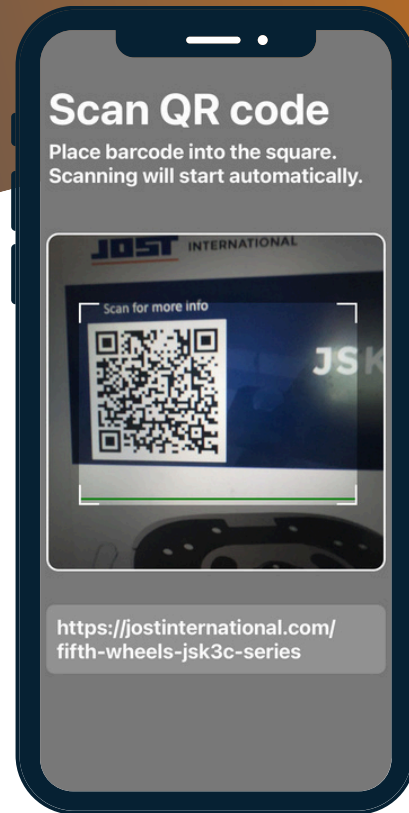 Scan QR code
Place barcode into the square.
Scanning will start automatically.
JOST INTERNATIONAL
Scan for more info
JSK
https://jostinternational.com/
fifth-wheels-jsk3c-series